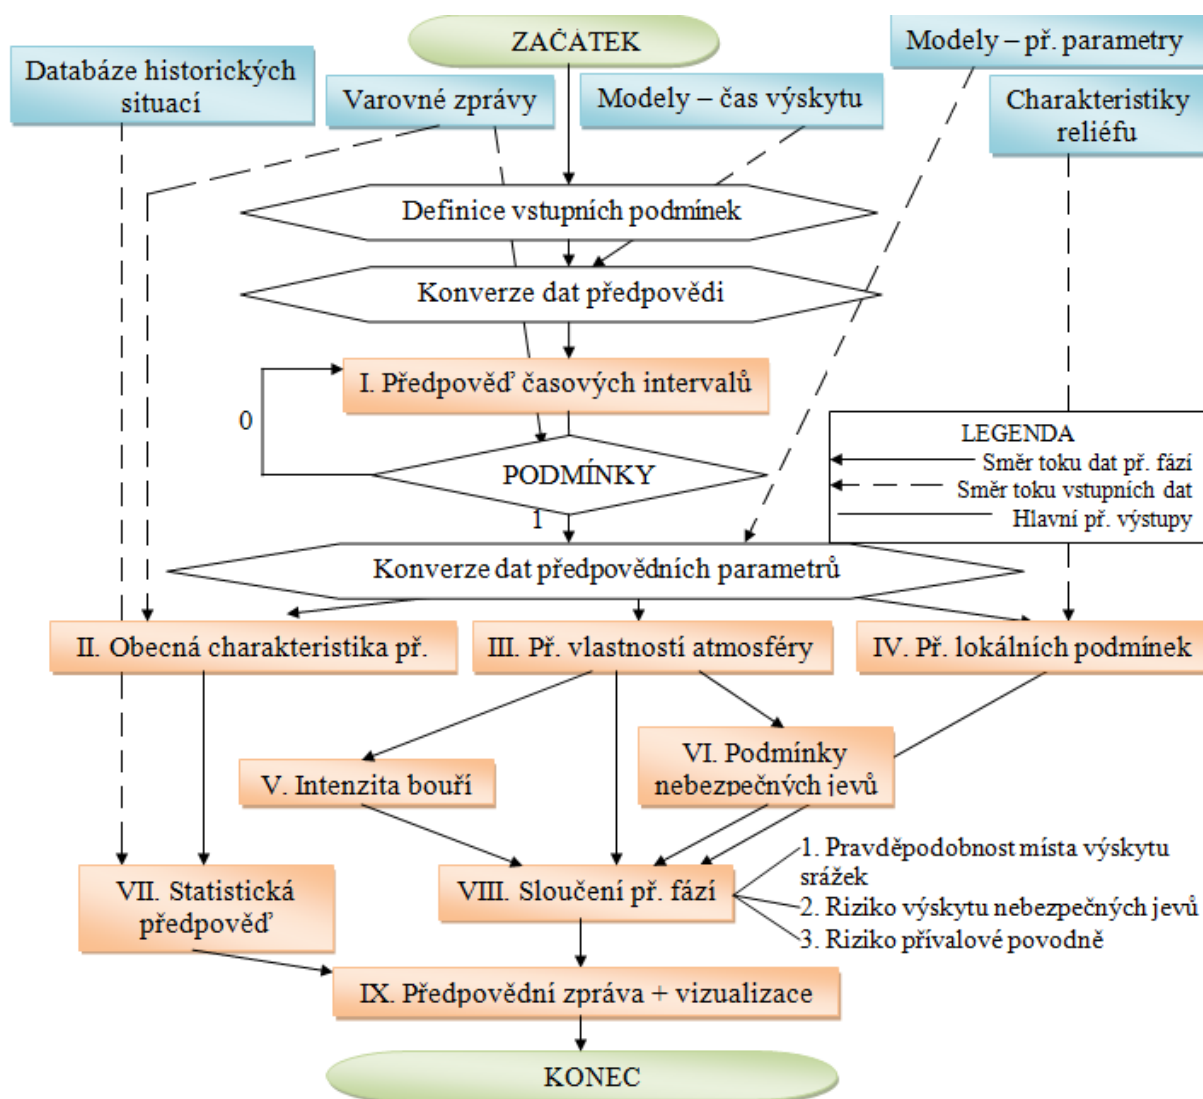 ZAČÁTEK
Modely – př. parametry
Databáze historických
situací
Varovné zprávy
Modely – čas výskytu
Charakteristiky
reliéfu
Definice vstupních podmínek
Konverze dat předpovědi
I. Předpověď časových intervalů
0
PODMÍNKY
1
LEGENDA
Směr toku dat př. fází
Směr toku vstupních dat
Hlavní př. výstupy
Konverze dat předpovědních parametrů
II. Obecná charakteristika př.
III. Př. vlastností atmosféry
IV. Př. lokálních podmínek
V. Intenzita bouří
VI. Podmínky
nebezpečných jevů
VII. Statistická
předpověď
VIII. Sloučení př. fází
1. Pravděpodobnost místa výskytu
srážek
2. Riziko výskytu nebezpečných jevů
3. Riziko přívalové povodně
IX. Předpovědní zpráva + vizualizace
KONEC